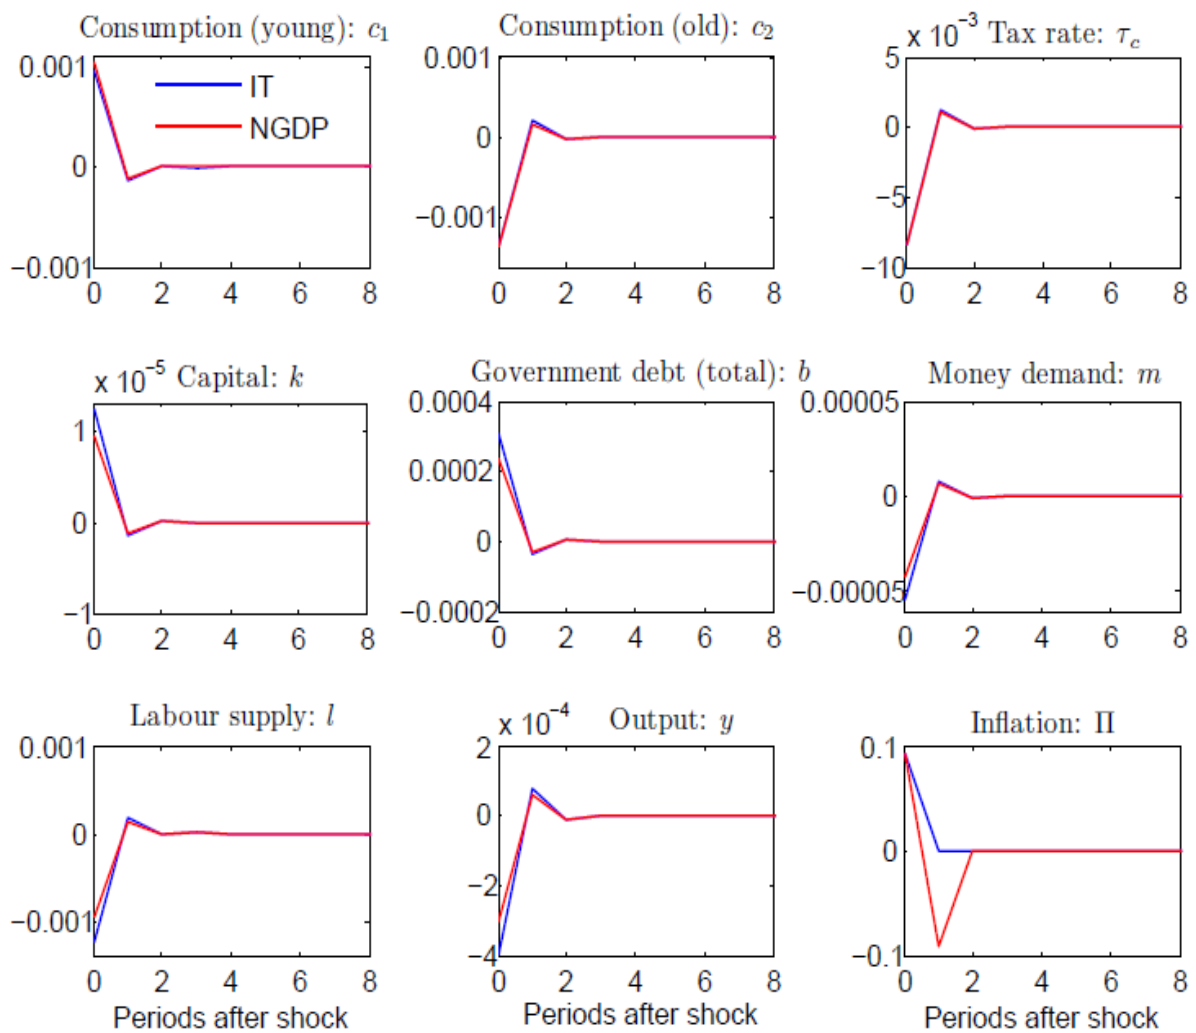 Consumption (young): c₁
Consumption (old): c₂
x 10⁻³ Tax rate: τ_c
0.001
0
−0.001
IT
NGDP
0 2 4 6 8
0.001
0
−0.001
0 2 4 6 8
5
0
−5
−10
0 2 4 6 8
x 10⁻⁵ Capital: k
Government debt (total): b
Money demand: m
1
0
−1
0 2 4 6 8
0.0004
0.0002
0
−0.0002
0 2 4 6 8
0.00005
0
−0.00005
0 2 4 6 8
Labour supply: l
x 10⁻⁴ Output: y
Inflation: Π
0.001
0
−0.001
0 2 4 6 8
Periods after shock
2
0
−2
−4
0 2 4 6 8
Periods after shock
0.1
0
−0.1
0 2 4 6 8
Periods after shock